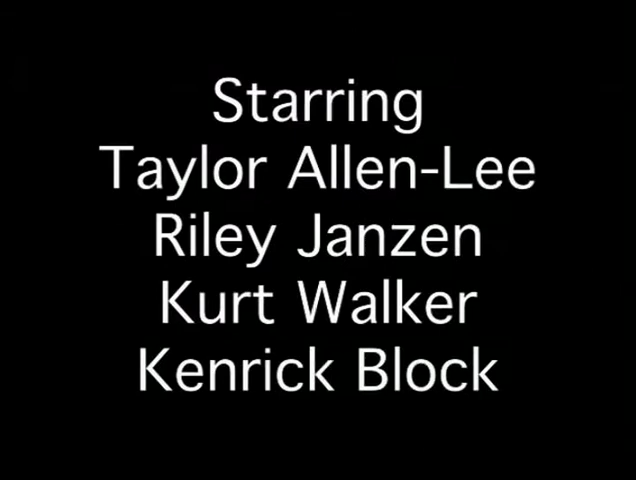 Starring
Taylor Allen-Lee
Riley Janzen
Kurt Walker
Kenrick Block